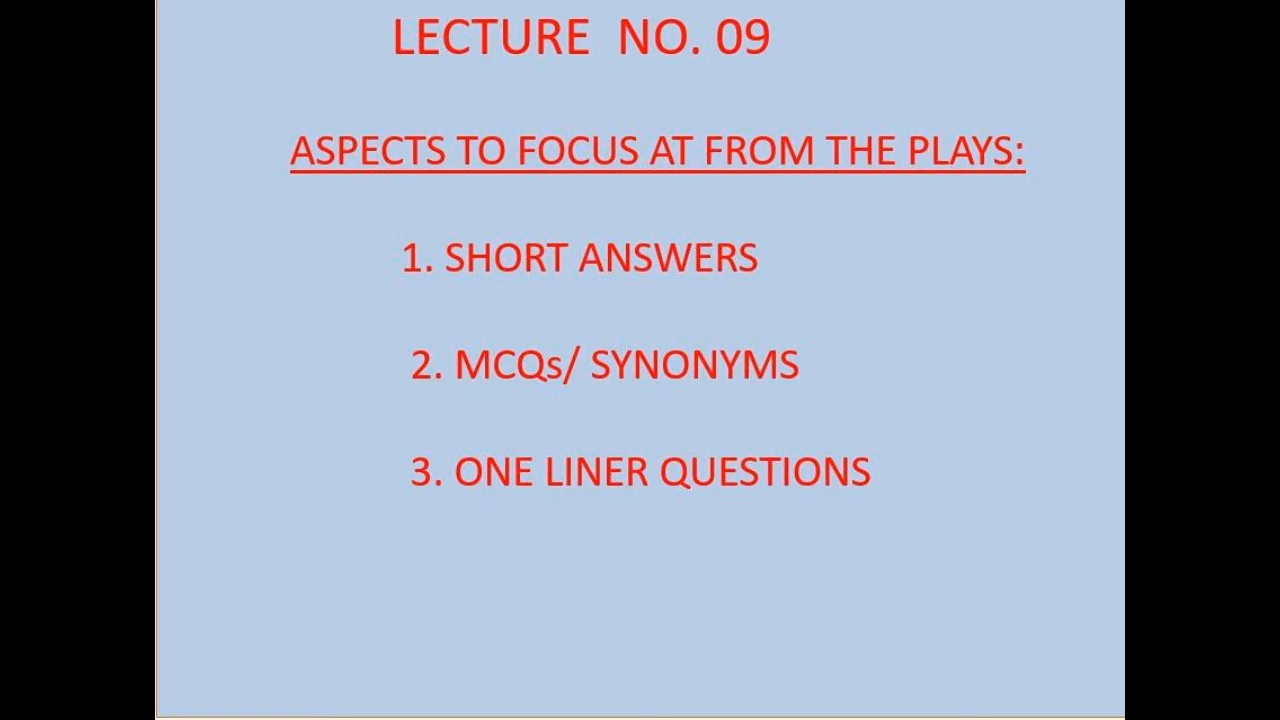 LECTURE NO. 09
ASPECTS TO FOCUS AT FROM THE PLAYS:
1. SHORT ANSWERS
2. MCQs/ SYNONYMS
3. ONE LINER QUESTIONS